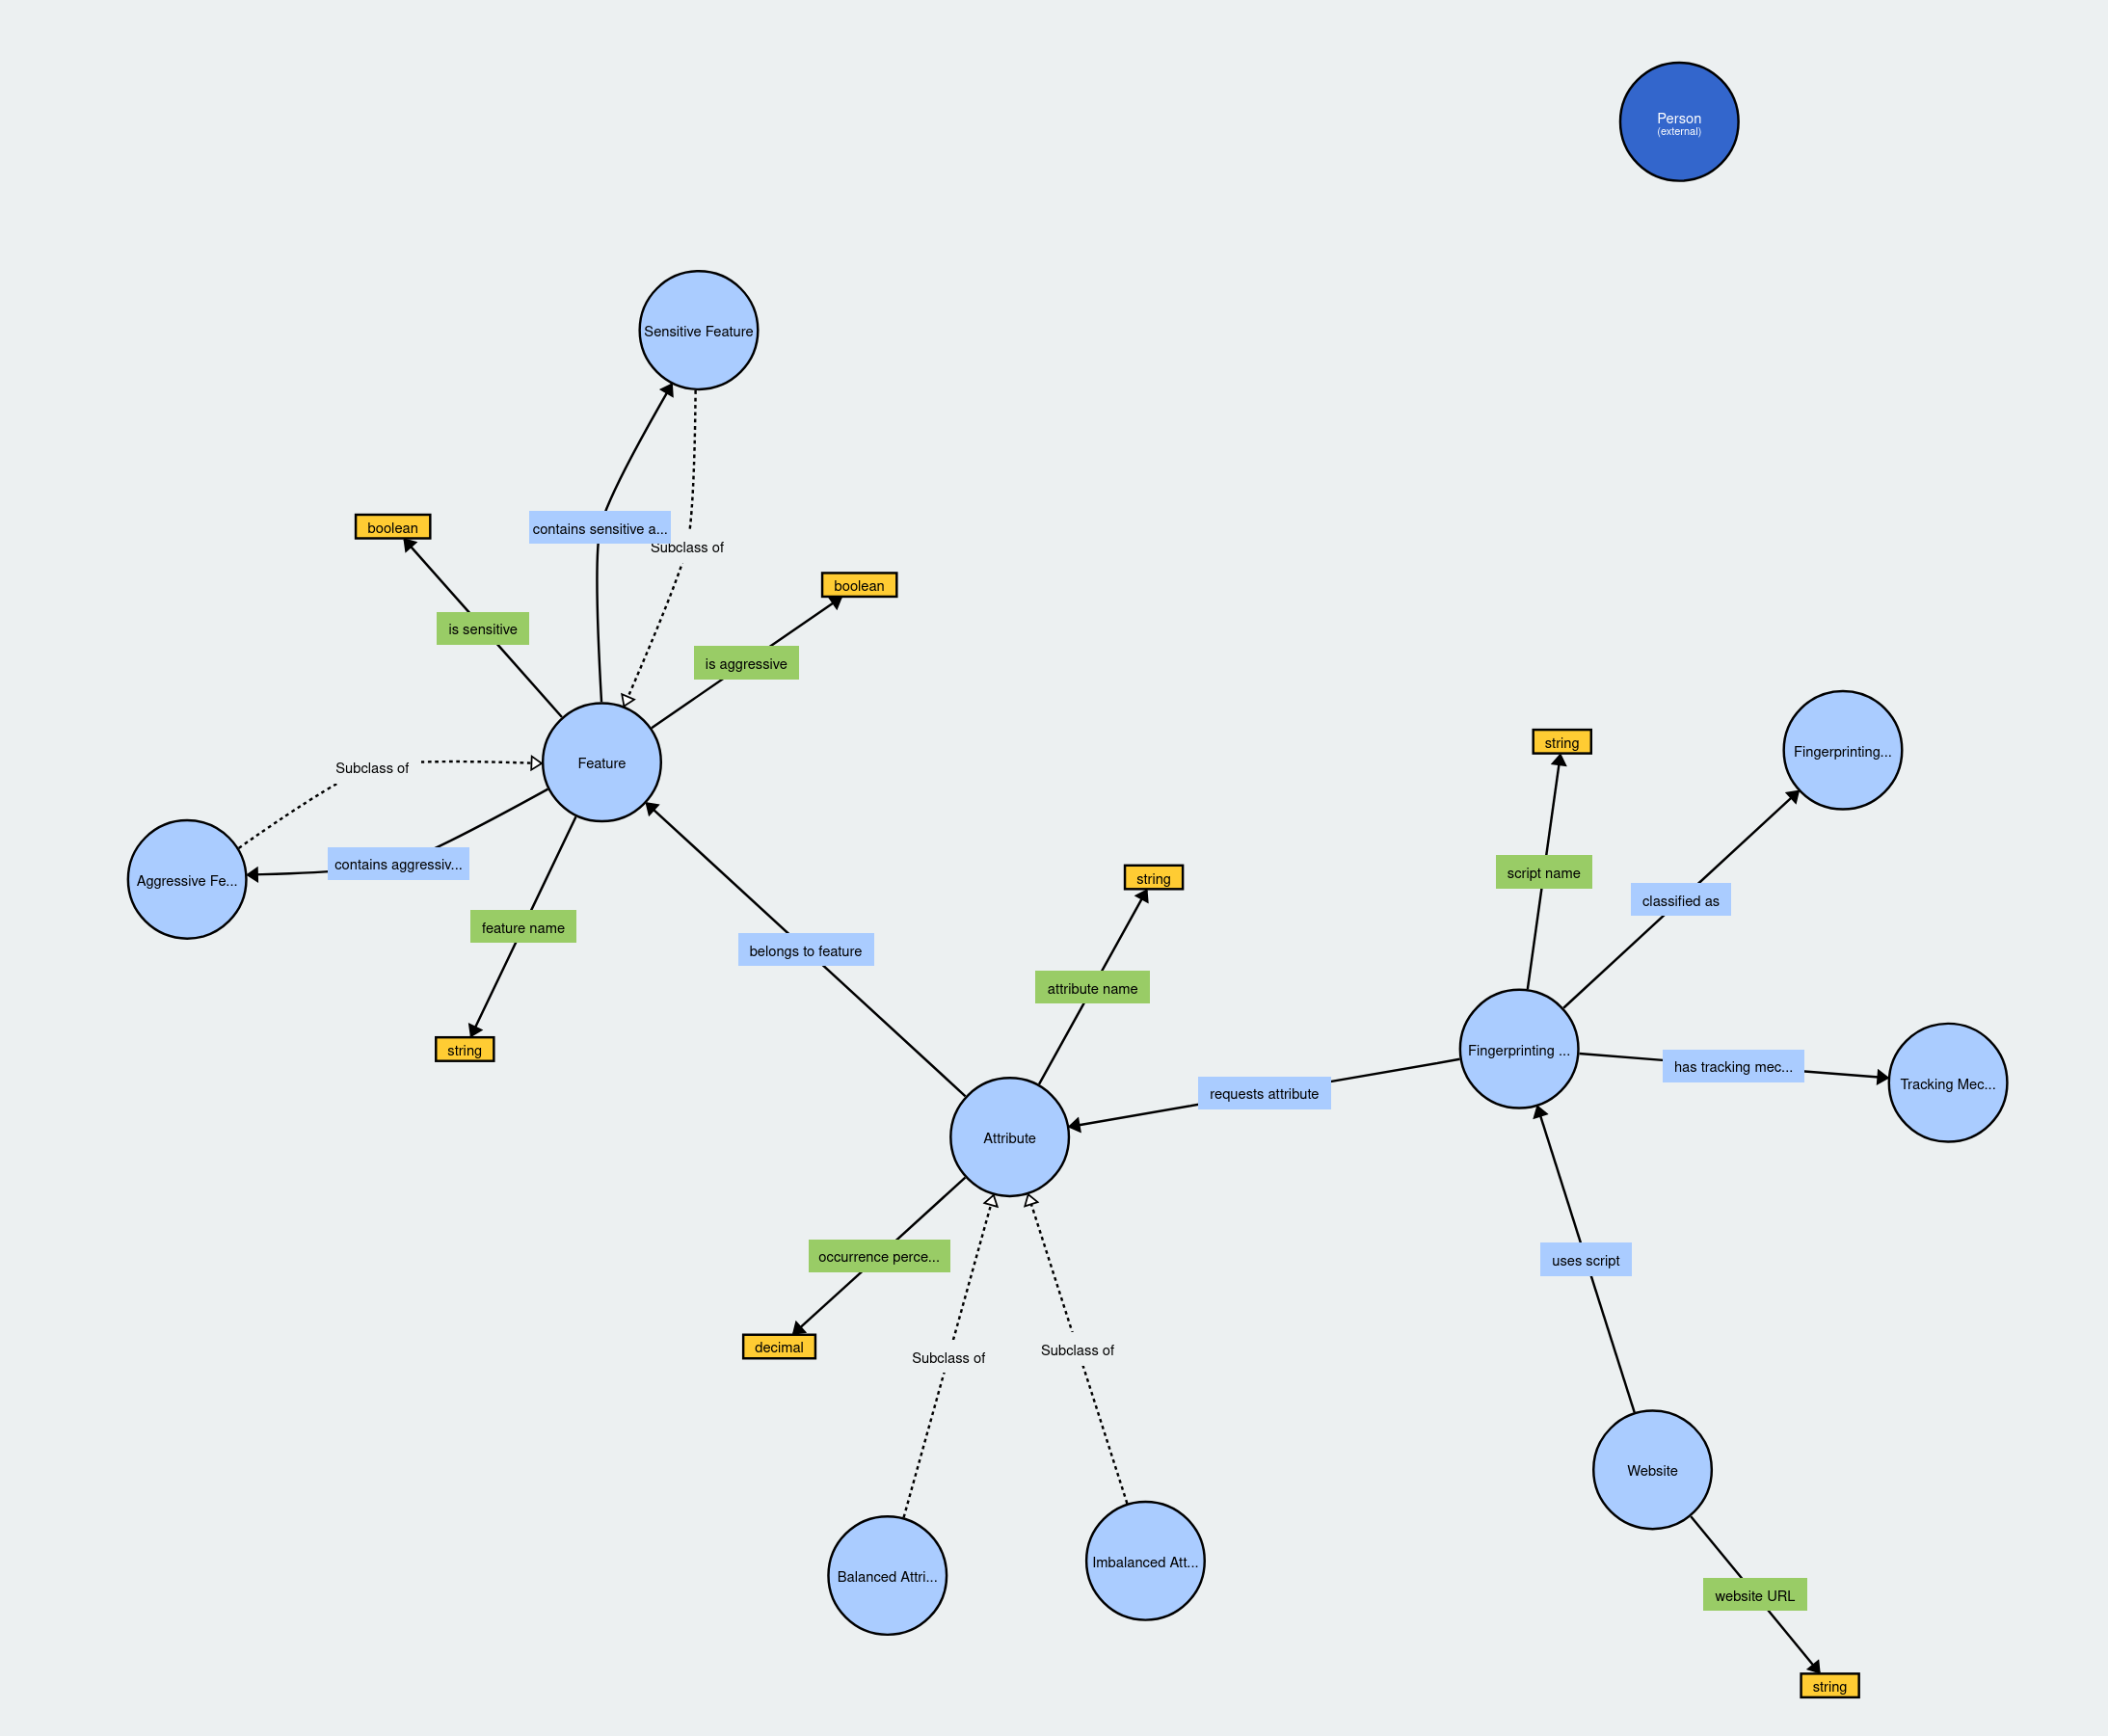 Person
(external)
Sensitive Feature
boolean
contains sensitive a...
Subclass of
boolean
is sensitive
is aggressive
string
Fingerprinting...
Feature
Subclass of
contains aggressiv...
Aggressive Fe...
string
script name
classified as
feature name
belongs to feature
attribute name
string
Fingerprinting ...
has tracking mec...
Tracking Mec...
requests attribute
Attribute
occurrence perce...
uses script
decimal
Subclass of
Subclass of
Website
Balanced Attri...
Imbalanced Att...
website URL
string